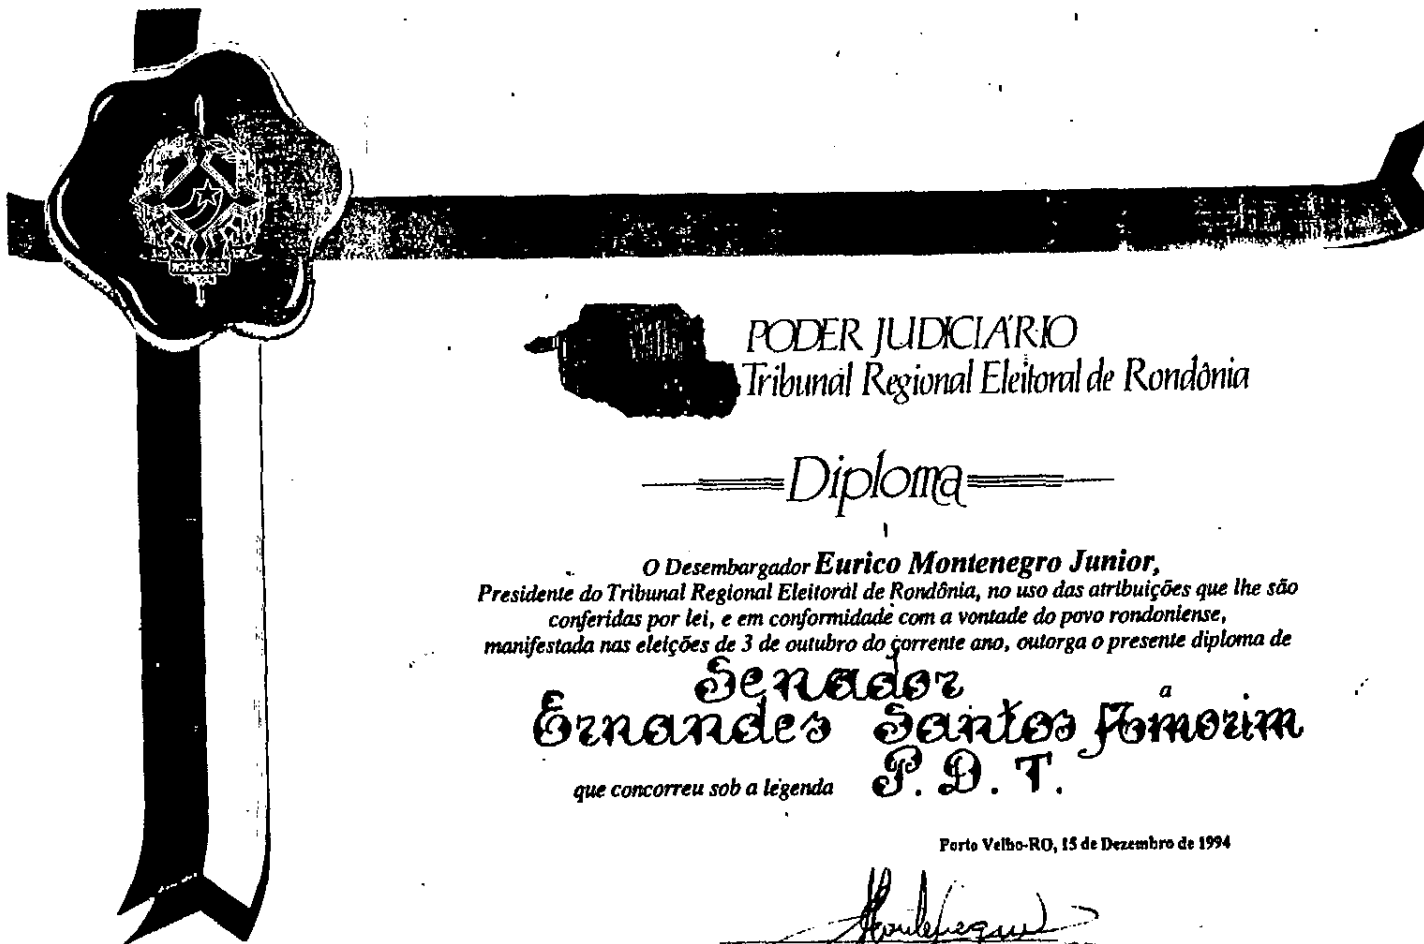 RONDÔNIA
PODER JUDICIÁRIO
Tribunal Regional Eleitoral de Rondônia
Diploma
O Desembargador Eurico Montenegro Junior,
Presidente do Tribunal Regional Eleitoral de Rondônia, no uso das atribuições que lhe são
conferidas por lei, e em conformidade com a vontade do povo rondoniense,
manifestada nas eleições de 3 de outubro do corrente ano, outorga o presente diploma de
Senador a
Ernandes Santos Amorim
que concorreu sob a legenda P. D. T.
Porto Velho-RO, 15 de Dezembro de 1994